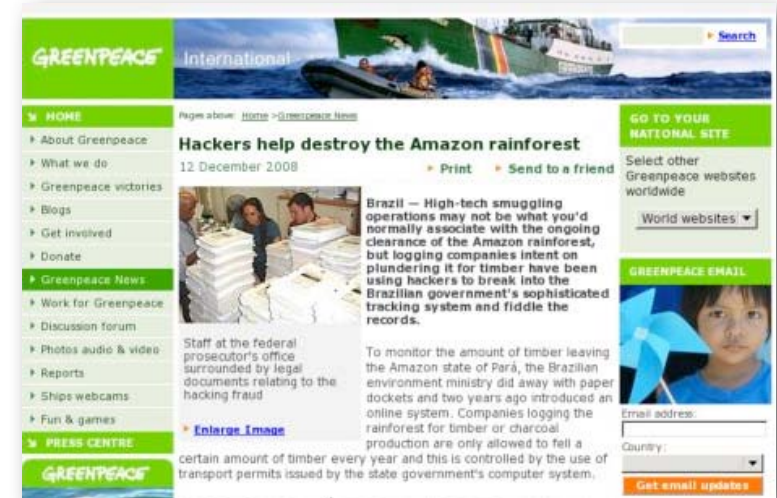 GREENPEACE
International
Search
HOME
About Greenpeace
What we do
Greenpeace victories
Blogs
Get involved
Donate
Greenpeace News
Work for Greenpeace
Discussion forum
Photos audio & video
Reports
Ships webcams
Fun & games
PRESS CENTRE
GREENPEACE
Pages above: Home >Greenpeace News
Hackers help destroy the Amazon rainforest
12 December 2008
Print
Send to a friend
Brazil — High-tech smuggling
operations may not be what you'd
normally associate with the ongoing
clearance of the Amazon rainforest,
but logging companies intent on
plundering it for timber have been
using hackers to break into the
Brazilian government's sophisticated
tracking system and fiddle the
records.
Staff at the federal
prosecutor's office
surrounded by legal
documents relating to the
hacking fraud
Enlarge Image
To monitor the amount of timber leaving
the Amazon state of Pará, the Brazilian
environment ministry did away with paper
dockets and two years ago introduced an
online system. Companies logging the
rainforest for timber or charcoal
production are only allowed to fell a
certain amount of timber every year and this is controlled by the use of
transport permits issued by the state government's computer system.
GO TO YOUR
NATIONAL SITE
Select other
Greenpeace websites
worldwide
World websites
GREENPEACE EMAIL
Email address:
Country:
Get email updates